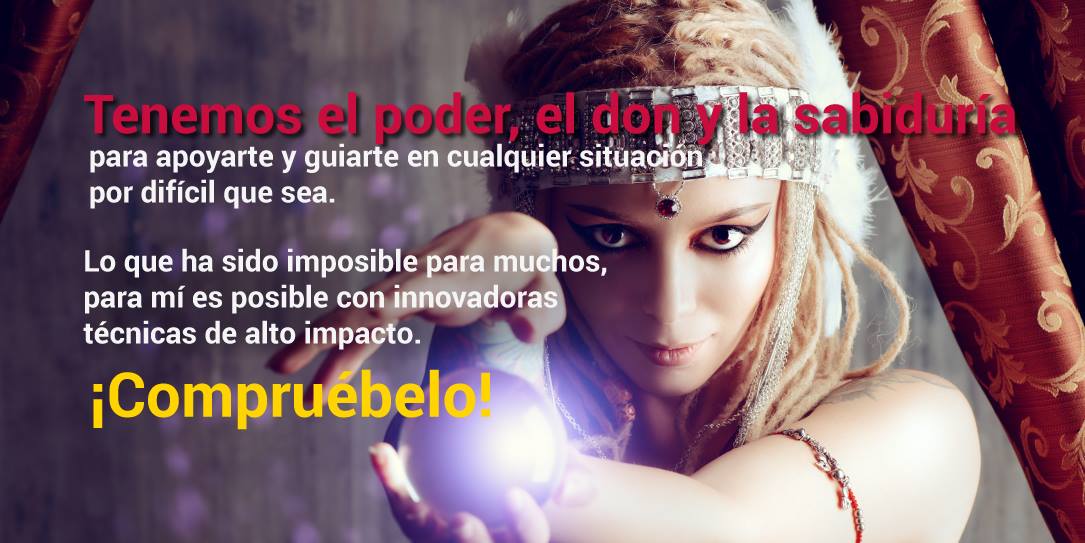 Tenemos el poder, el don y la sabiduría
para apoyarte y guiarte en cualquier situación
por difícil que sea.
Lo que ha sido imposible para muchos,
para mí es posible con innovadoras
técnicas de alto impacto.
¡Compruébelo!